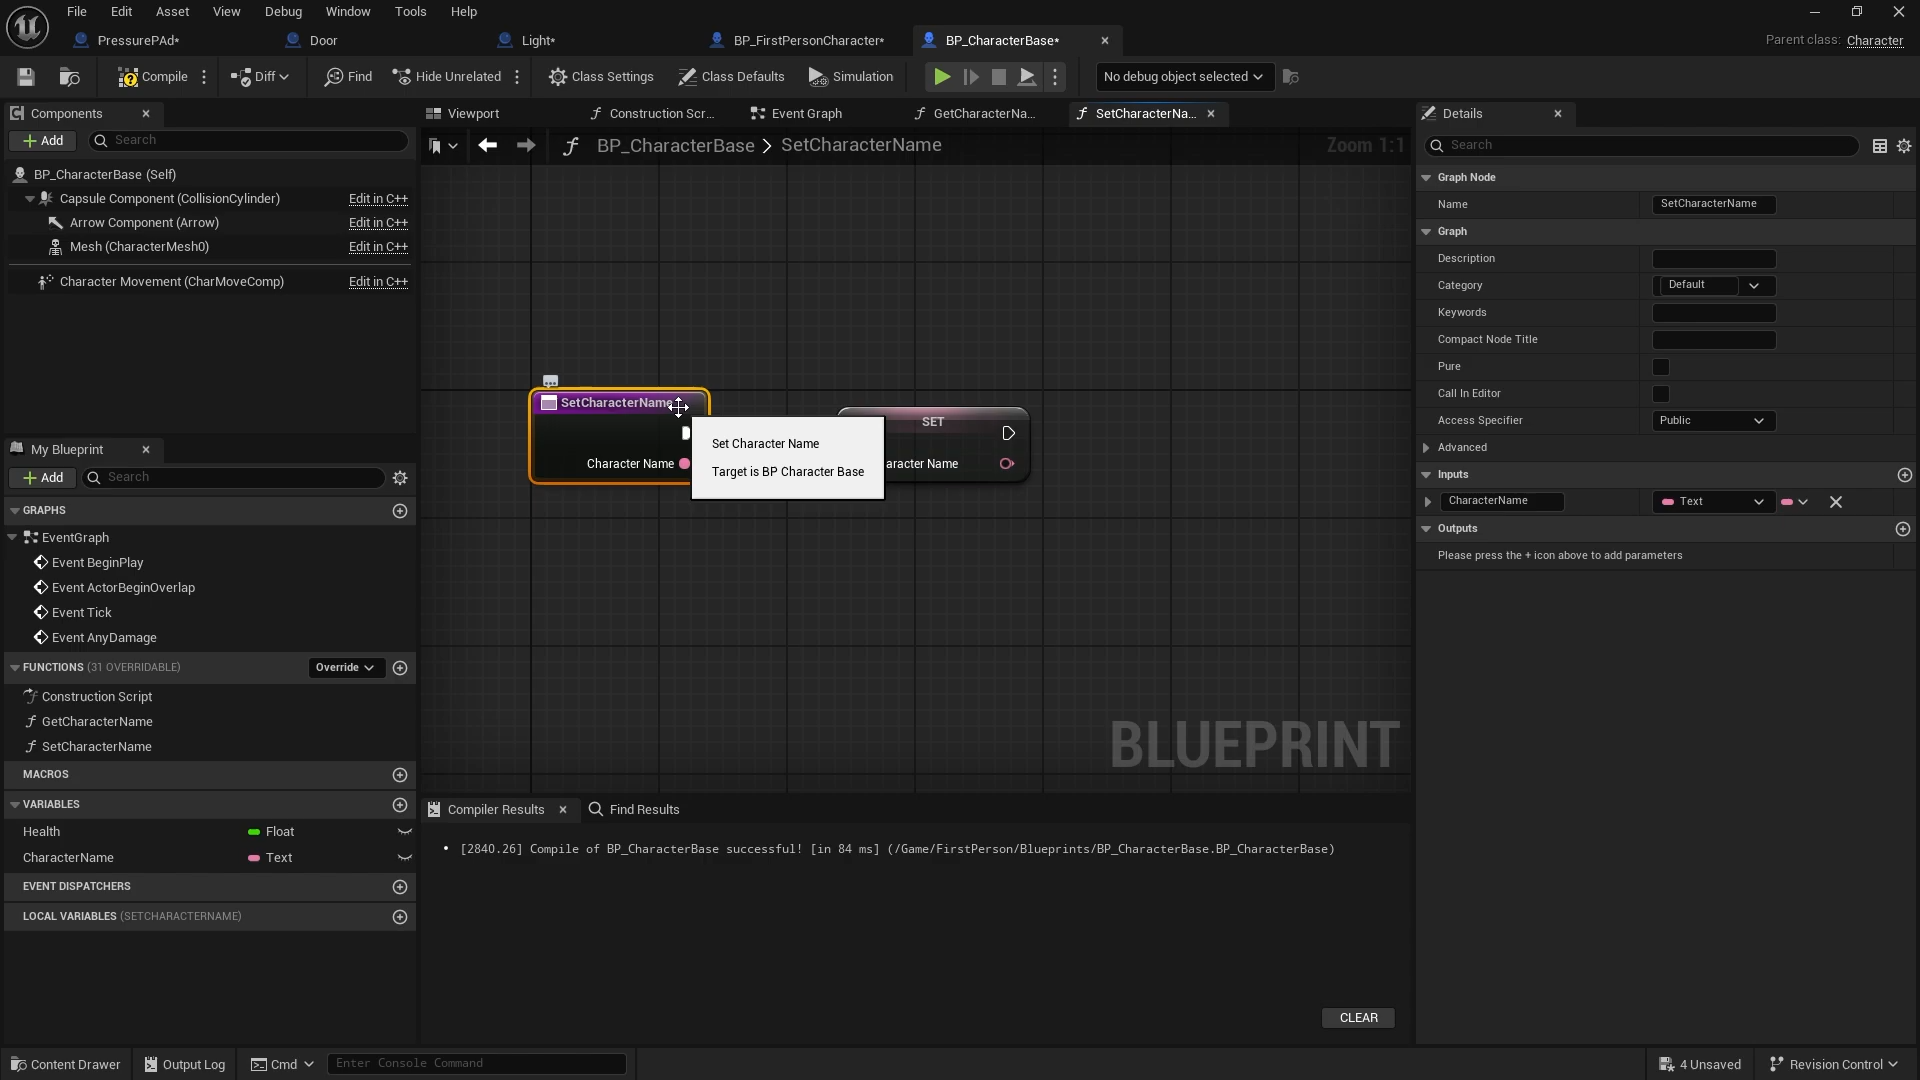 File Edit Asset View Debug Window Tools Help
PressurePAd* Door Light* BP_FirstPersonCharacter* BP_CharacterBase* Parent class: Character
Compile Diff Find Hide Unrelated Class Settings Class Defaults Simulation No debug object selected
Components
Add Search
BP_CharacterBase (Self)
Capsule Component (CollisionCylinder) Edit in C++
Arrow Component (Arrow) Edit in C++
Mesh (CharacterMesh0) Edit in C++
Character Movement (CharMoveComp) Edit in C++
My Blueprint
Add Search
GRAPHS
EventGraph
Event BeginPlay
Event ActorBeginOverlap
Event Tick
Event AnyDamage
FUNCTIONS (31 OVERRIDABLE) Override
Construction Script
GetCharacterName
SetCharacterName
MACROS
VARIABLES
Health Float
CharacterName Text
EVENT DISPATCHERS
LOCAL VARIABLES (SETCHARACTERNAME)
Viewport Construction Scr... Event Graph GetCharacterNa... SetCharacterNa...
BP_CharacterBase > SetCharacterName Zoom 1:1
SetCharacterName
Character Name
SET
aracter Name
Set Character Name
Target is BP Character Base
BLUEPRINT
Compiler Results Find Results
[2840.26] Compile of BP_CharacterBase successful! [in 84 ms] (/Game/FirstPerson/Blueprints/BP_CharacterBase.BP_CharacterBase)
CLEAR
Details
Search
Graph Node
Name SetCharacterName
Graph
Description
Category Default
Keywords
Compact Node Title
Pure
Call In Editor
Access Specifier Public
Advanced
Inputs
CharacterName Text
Outputs
Please press the + icon above to add parameters
Content Drawer Output Log Cmd Enter Console Command 4 Unsaved Revision Control